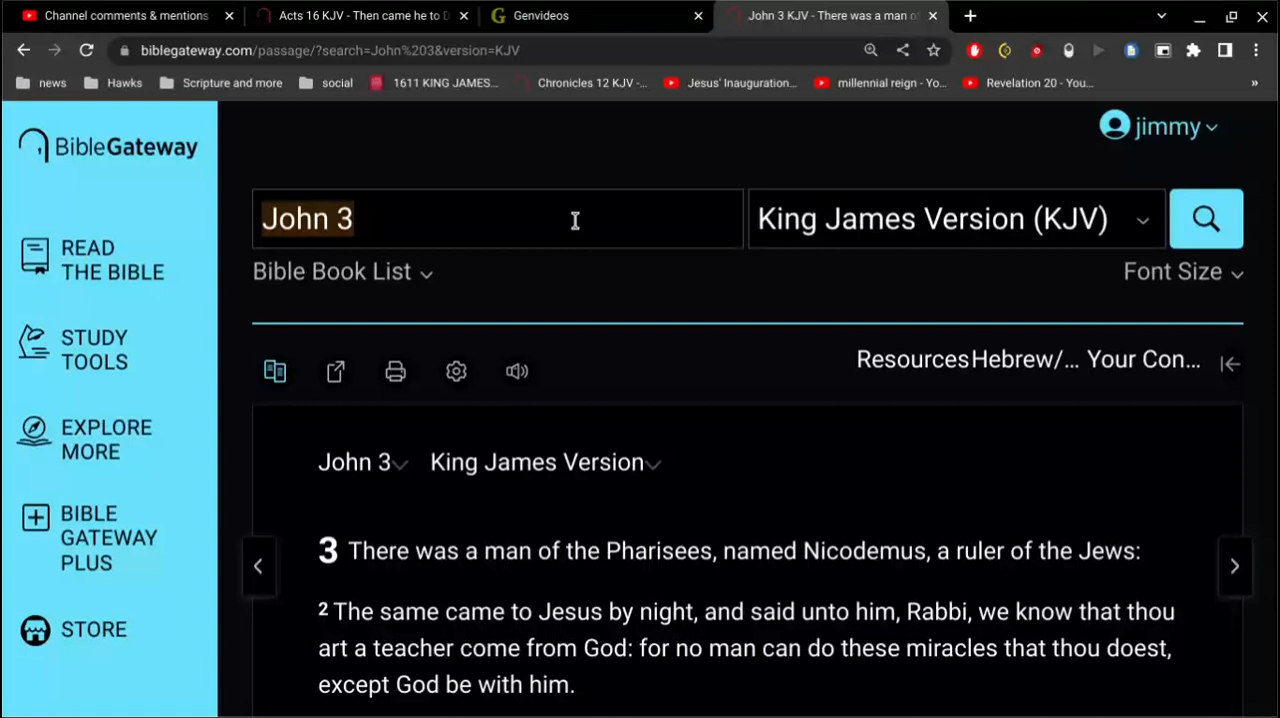 Channel comments & mentions
Acts 16 KJV - Then came he to D
Genvideos
John 3 KJV - There was a man of
biblegateway.com/passage/?search=John%203&version=KJV
news
Hawks
Scripture and more
social
1611 KING JAMES...
Chronicles 12 KJV -...
Jesus' Inauguration...
millennial reign - Yo...
Revelation 20 - You...
»
BibleGateway
jimmy
John 3
King James Version (KJV)
Bible Book List
Font Size
READ
THE BIBLE
STUDY
TOOLS
EXPLORE
MORE
BIBLE
GATEWAY
PLUS
STORE
Resources Hebrew/... Your Con...
John 3 King James Version
3 There was a man of the Pharisees, named Nicodemus, a ruler of the Jews:
2 The same came to Jesus by night, and said unto him, Rabbi, we know that thou
art a teacher come from God: for no man can do these miracles that thou doest,
except God be with him.